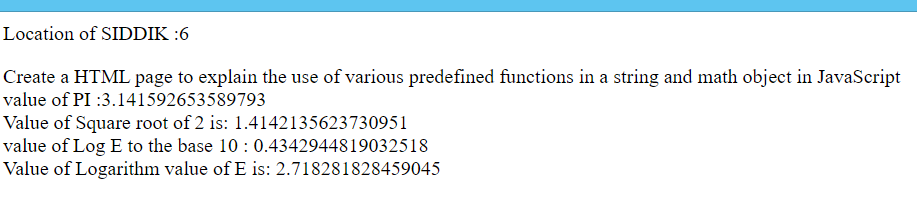 Location of SIDDIK :6
Create a HTML page to explain the use of various predefined functions in a string and math object in JavaScript
value of PI :3.141592653589793
Value of Square root of 2 is: 1.4142135623730951
value of Log E to the base 10 : 0.4342944819032518
Value of Logarithm value of E is: 2.718281828459045